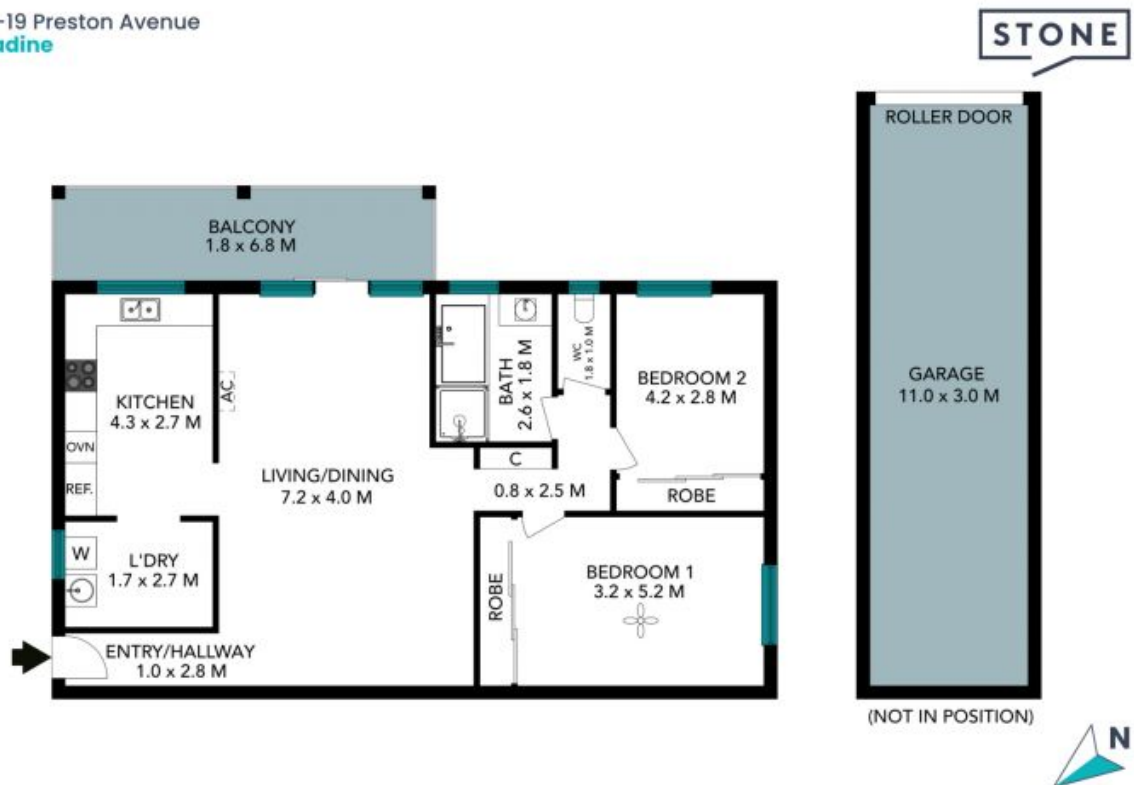 -19 Preston Avenue
adine
STONE
ROLLER DOOR
BALCONY
1.8 x 6.8 M
KITCHEN
4.3 x 2.7 M
AC
OVN
REF.
LIVING/DINING
7.2 x 4.0 M
BATH
2.6 x 1.8 M
WC
1.8 x 1.0 M
BEDROOM 2
4.2 x 2.8 M
GARAGE
11.0 x 3.0 M
C
0.8 x 2.5 M
ROBE
W
L'DRY
1.7 x 2.7 M
ROBE
BEDROOM 1
3.2 x 5.2 M
ENTRY/HALLWAY
1.0 x 2.8 M
(NOT IN POSITION)
N